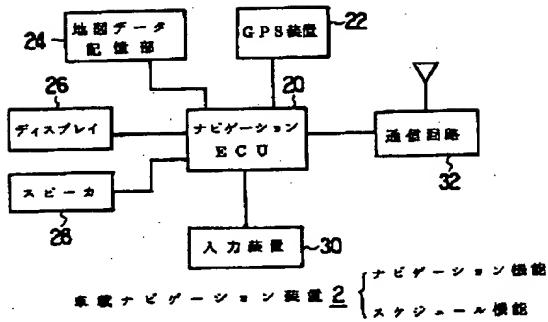 24
地図データ
記憶部
GPS装置
22
26
20
ディスプレイ
ナビゲーション
ECU
通信回路
32
スピーカ
28
入力装置
30
車載ナビゲーション装置 2
ナビゲーション機能
スケジュール機能